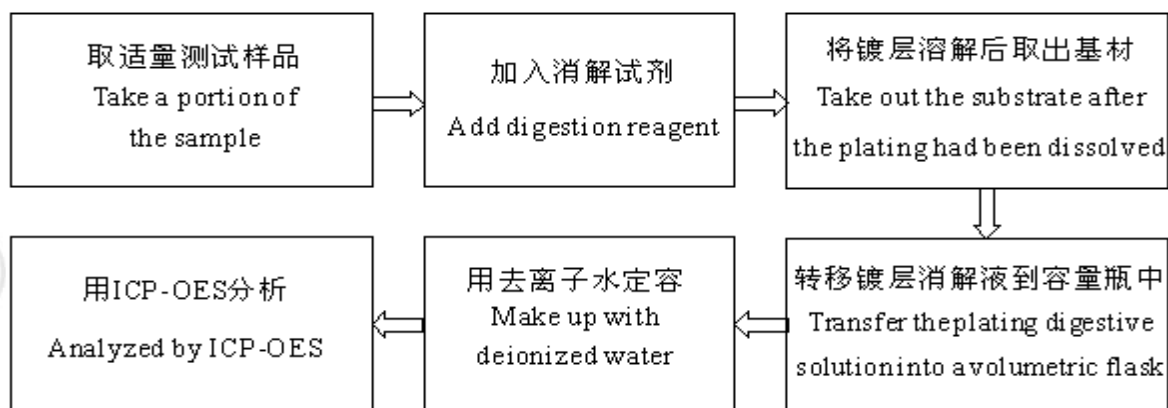 取适量测试样品
Take a portion of
the sample
加入消解试剂
Add digestion reagent
将镀层溶解后取出基材
Take out the substrate after
the plating had been dissolved
转移镀层消解液到容量瓶中
Transfer the plating digestive
solution into a volumetric flask
用去离子水定容
Make up with
deionized water
用ICP-OES分析
Analyzed by ICP-OES